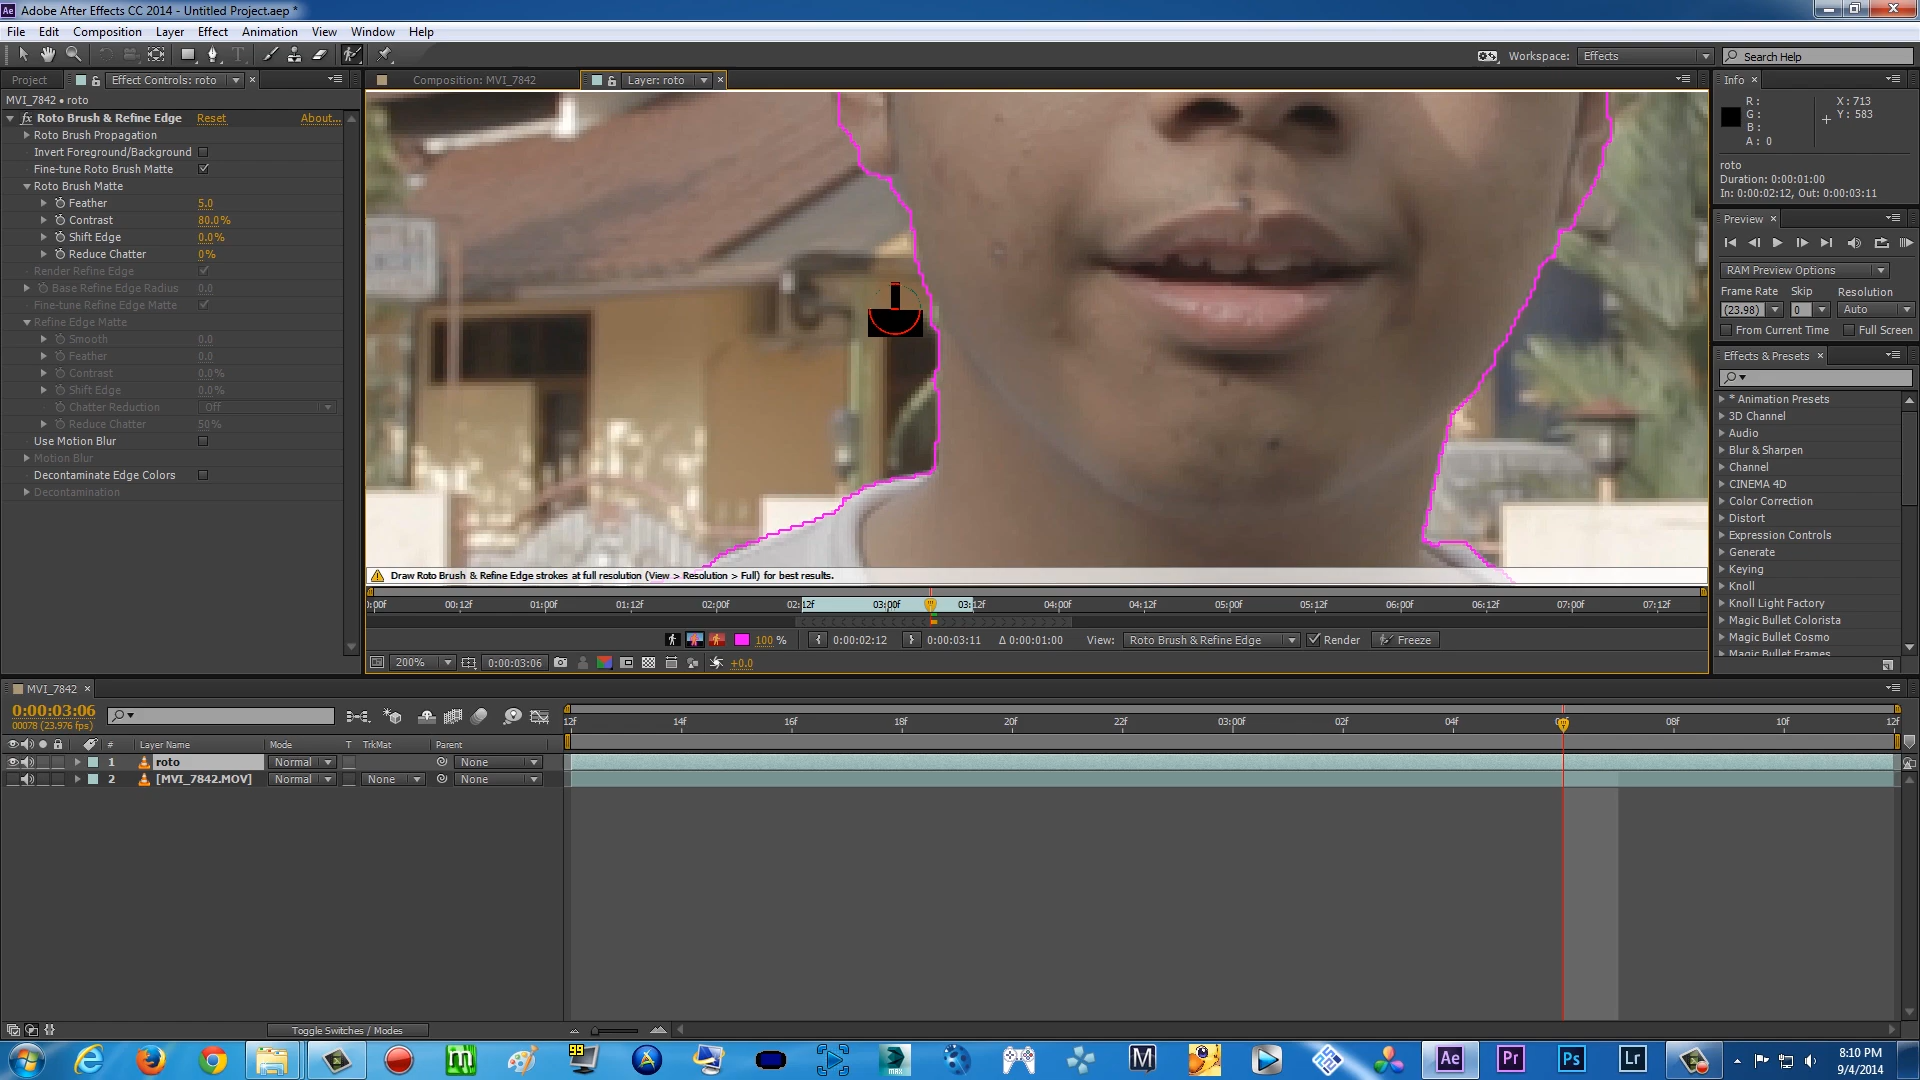 Adobe After Effects CC 2014 - Untitled Project.aep *
File Edit Composition Layer Effect Animation View Window Help
Workspace: Effects Search Help
Project Effect Controls: roto Composition: MVI_7842 Layer: roto Info
MVI_7842 • roto
fx Roto Brush & Refine Edge Reset About...
Roto Brush Propagation
Invert Foreground/Background
Fine-tune Roto Brush Matte
Roto Brush Matte
Feather 5.0
Contrast 80.0%
Shift Edge 0.0%
Reduce Chatter 0%
Render Refine Edge
Base Refine Edge Radius 0.0
Fine-tune Refine Edge Matte
Refine Edge Matte
Smooth 0.0
Feather 0.0
Contrast 0.0%
Shift Edge 0.0%
Chatter Reduction Off
Reduce Chatter 50%
Use Motion Blur
Motion Blur
Decontaminate Edge Colors
Decontamination
Draw Roto Brush & Refine Edge strokes at full resolution (View > Resolution > Full) for best results.
0:00f 00:12f 01:00f 01:12f 02:00f 02:12f 03:00f 03:12f 04:00f 04:12f 05:00f 05:12f 06:00f 06:12f 07:00f 07:12f
100 % 0:00:02:12 0:00:03:11 Δ 0:00:01:00 View: Roto Brush & Refine Edge Render Freeze
200% 0:00:03:06 +0.0
R: X: 713
G: Y: 583
B:
A: 0
roto
Duration: 0:00:01:00
In: 0:00:02:12, Out: 0:00:03:11
Preview
RAM Preview Options
Frame Rate Skip Resolution
(23.98) 0 Auto
From Current Time Full Screen
Effects & Presets
* Animation Presets
3D Channel
Audio
Blur & Sharpen
Channel
CINEMA 4D
Color Correction
Distort
Expression Controls
Generate
Keying
Knoll
Knoll Light Factory
Magic Bullet Colorista
Magic Bullet Cosmo
Magic Bullet Frames
MVI_7842
0:00:03:06
00078 (23.976 fps)
12f 14f 16f 18f 20f 22f 03:00f 02f 04f 08f 10f 12f
# Layer Name Mode T TrkMat Parent
1 roto Normal None
2 [MVI_7842.MOV] Normal None None
Toggle Switches / Modes
99 MAX M Ae Pr Ps Lr
8:10 PM
9/4/2014